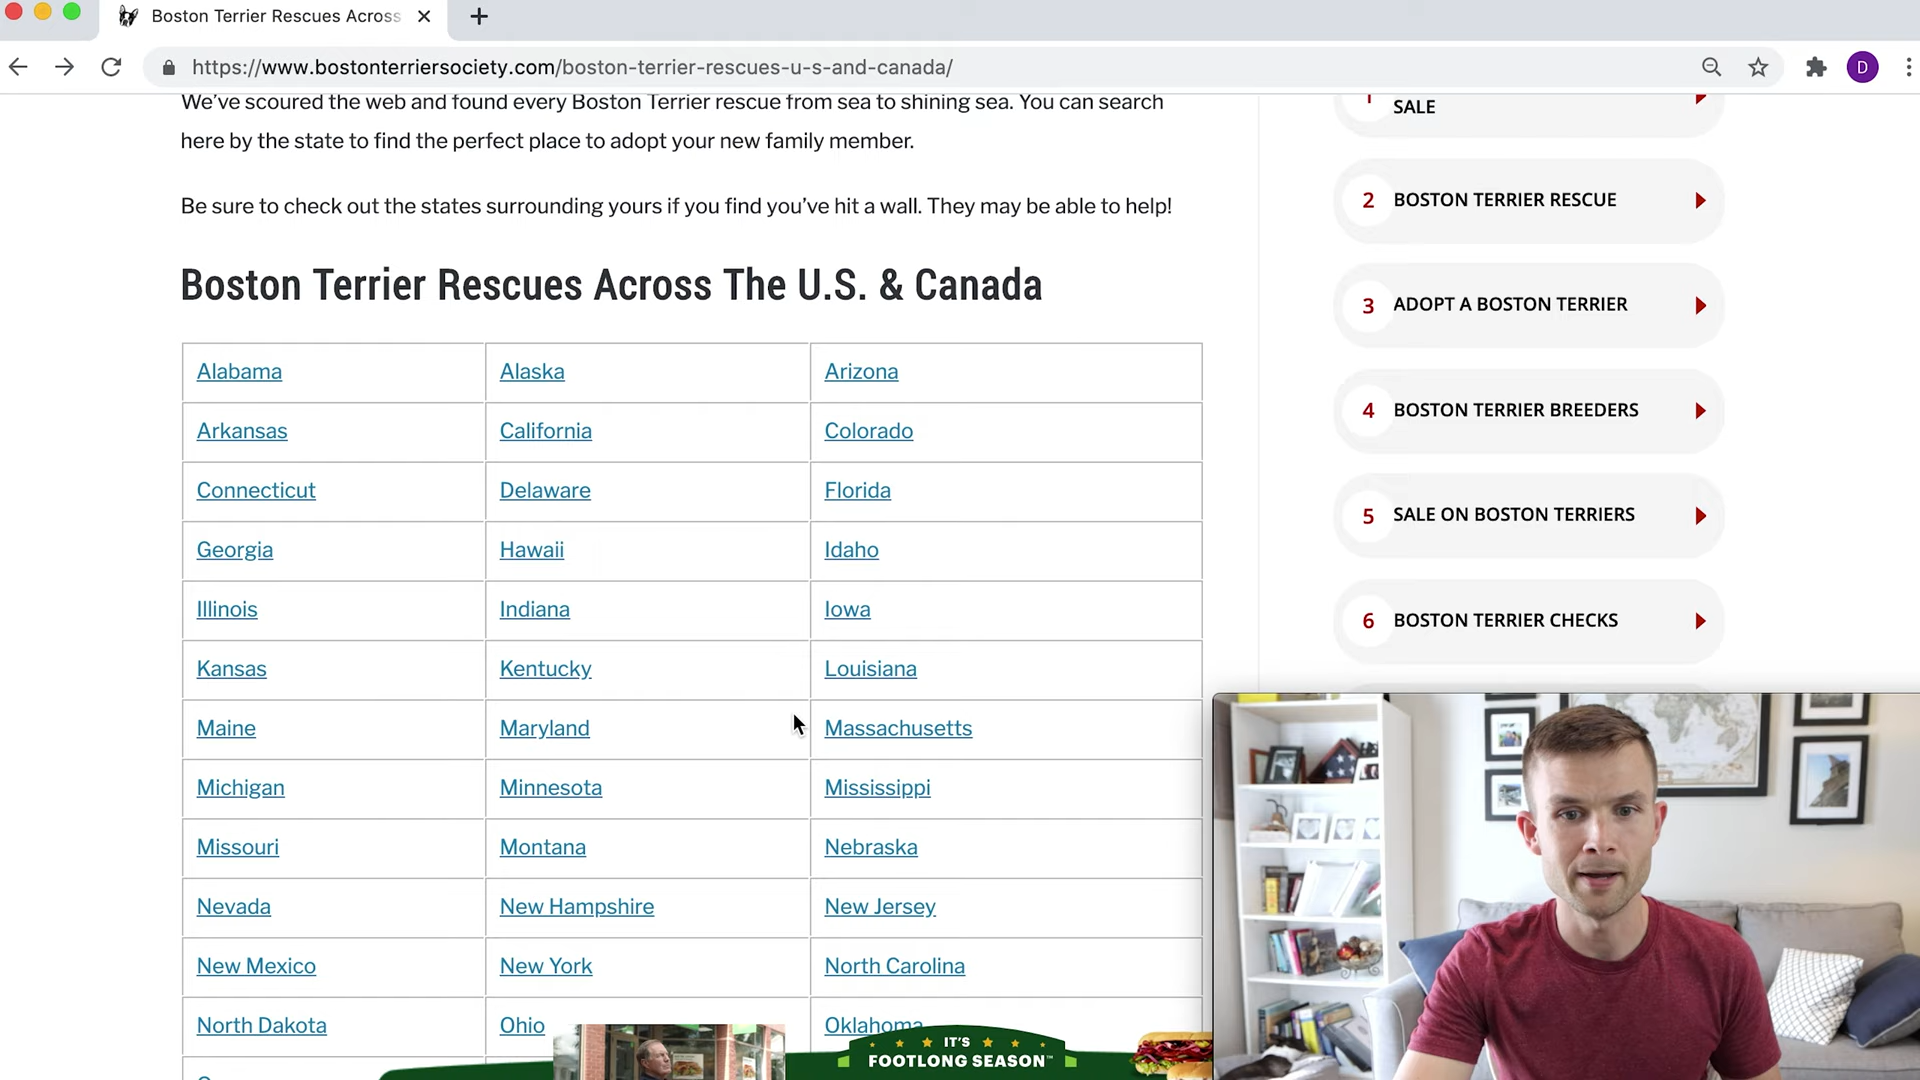 Boston Terrier Rescues Across
https://www.bostonterriersociety.com/boston-terrier-rescues-u-s-and-canada/
D
We've scoured the web and found every Boston Terrier rescue from sea to shining sea. You can search
here by the state to find the perfect place to adopt your new family member.
Be sure to check out the states surrounding yours if you find you've hit a wall. They may be able to help!
Boston Terrier Rescues Across The U.S. & Canada
Alabama Alaska Arizona
Arkansas California Colorado
Connecticut Delaware Florida
Georgia Hawaii Idaho
Illinois Indiana Iowa
Kansas Kentucky Louisiana
Maine Maryland Massachusetts
Michigan Minnesota Mississippi
Missouri Montana Nebraska
Nevada New Hampshire New Jersey
New Mexico New York North Carolina
North Dakota Ohio Oklahoma
1 SALE
2 BOSTON TERRIER RESCUE
3 ADOPT A BOSTON TERRIER
4 BOSTON TERRIER BREEDERS
5 SALE ON BOSTON TERRIERS
6 BOSTON TERRIER CHECKS
IT'S
FOOTLONG SEASON™